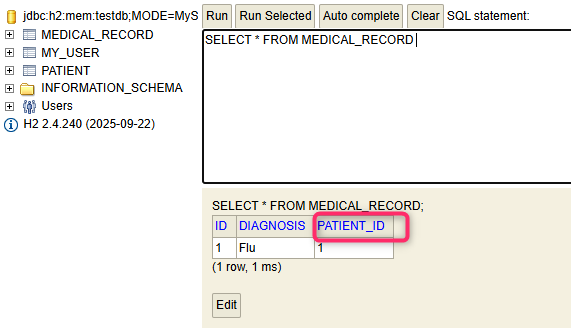 jdbc:h2:mem:testdb;MODE=MyS
MEDICAL_RECORD
MY_USER
PATIENT
INFORMATION_SCHEMA
Users
H2 2.4.240 (2025-09-22)
Run Run Selected Auto complete Clear SQL statement:
SELECT * FROM MEDICAL_RECORD
SELECT * FROM MEDICAL_RECORD;
ID DIAGNOSIS PATIENT_ID
1 Flu 1
(1 row, 1 ms)
Edit